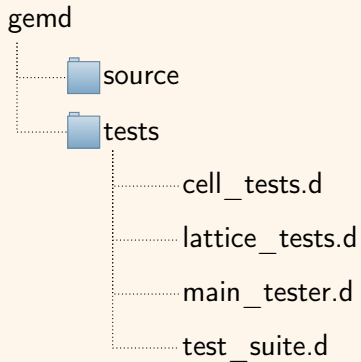 gemd
source
tests
cell_tests.d
lattice_tests.d
main_tester.d
test_suite.d